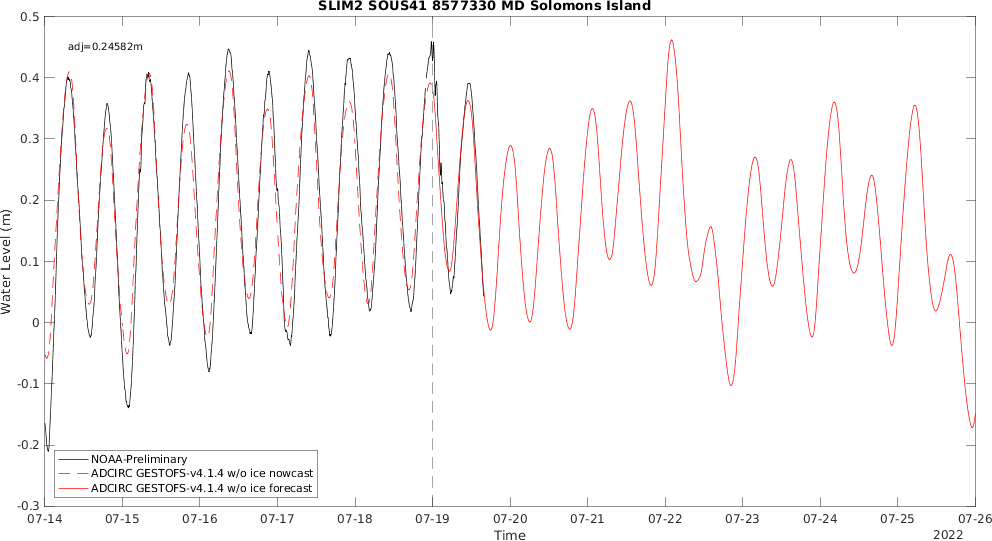 SLIM2 SOUS41 8577330 MD Solomons Island
adj=0.24582m
0.5
0.4
0.3
0.2
0.1
0
-0.1
-0.2
-0.3
Water Level (m)
NOAA-Preliminary
ADCIRC GESTOFS-v4.1.4 w/o ice nowcast
ADCIRC GESTOFS-v4.1.4 w/o ice forecast
07-14 07-15 07-16 07-17 07-18 07-19 07-20 07-21 07-22 07-23 07-24 07-25 07-26
Time
2022